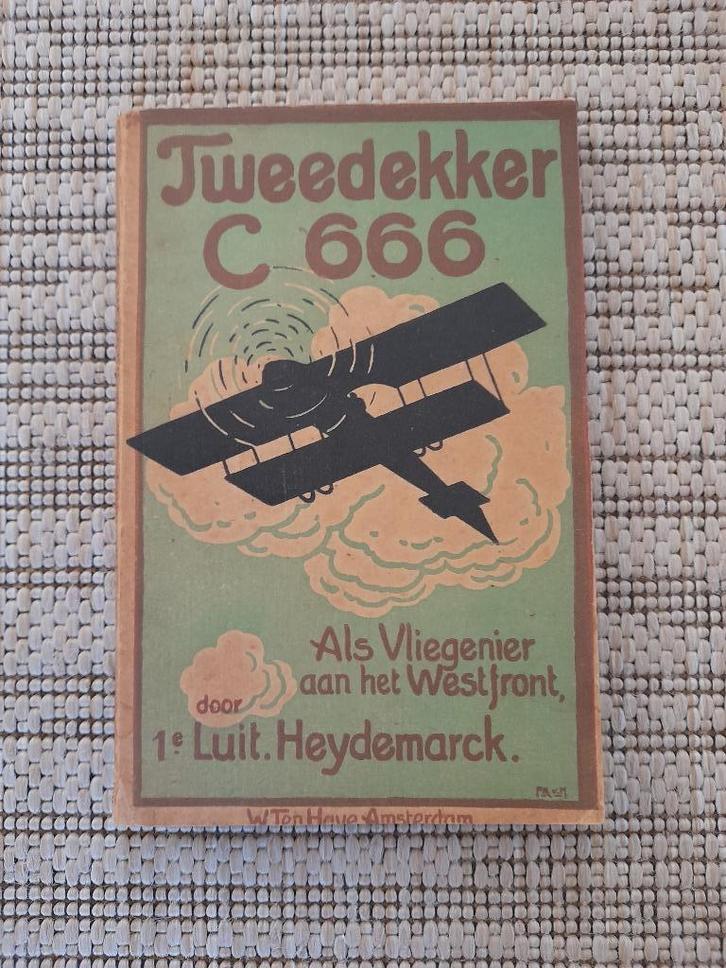 Tweedekker
C 666
Als Vliegenier
aan het Westfront,
door
1e Luit. Heydemarck.
W. Ten Have Amsterdam